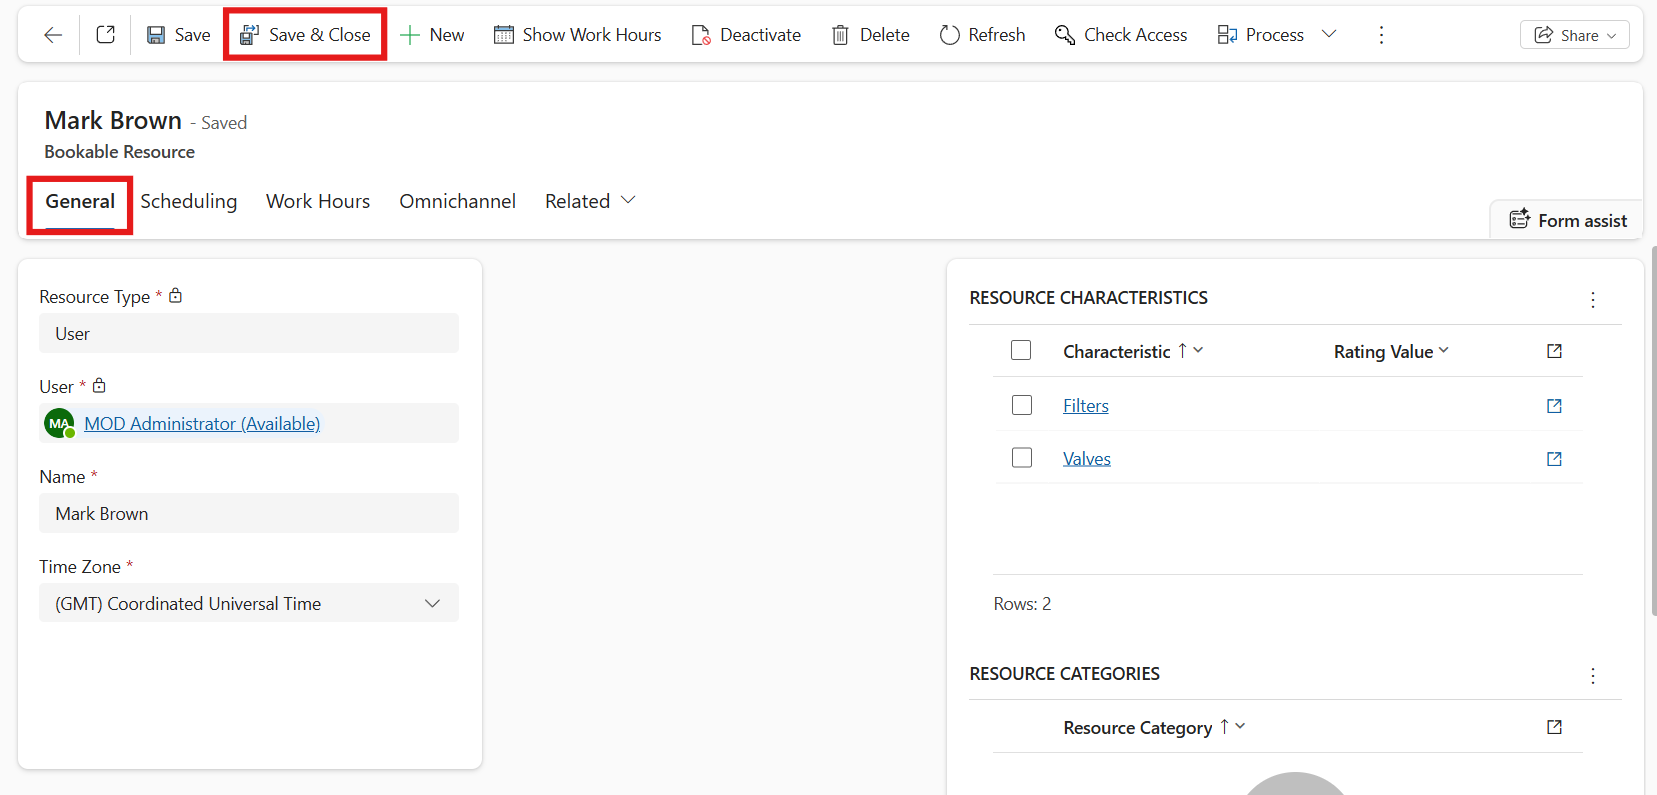 Save Save & Close New Show Work Hours Deactivate Delete Refresh Check Access Process Share
Mark Brown - Saved
Bookable Resource
General Scheduling Work Hours Omnichannel Related
Form assist
Resource Type *
User
User *
MA MOD Administrator (Available)
Name *
Mark Brown
Time Zone *
(GMT) Coordinated Universal Time
RESOURCE CHARACTERISTICS
Characteristic ↑ Rating Value
Filters
Valves
Rows: 2
RESOURCE CATEGORIES
Resource Category ↑